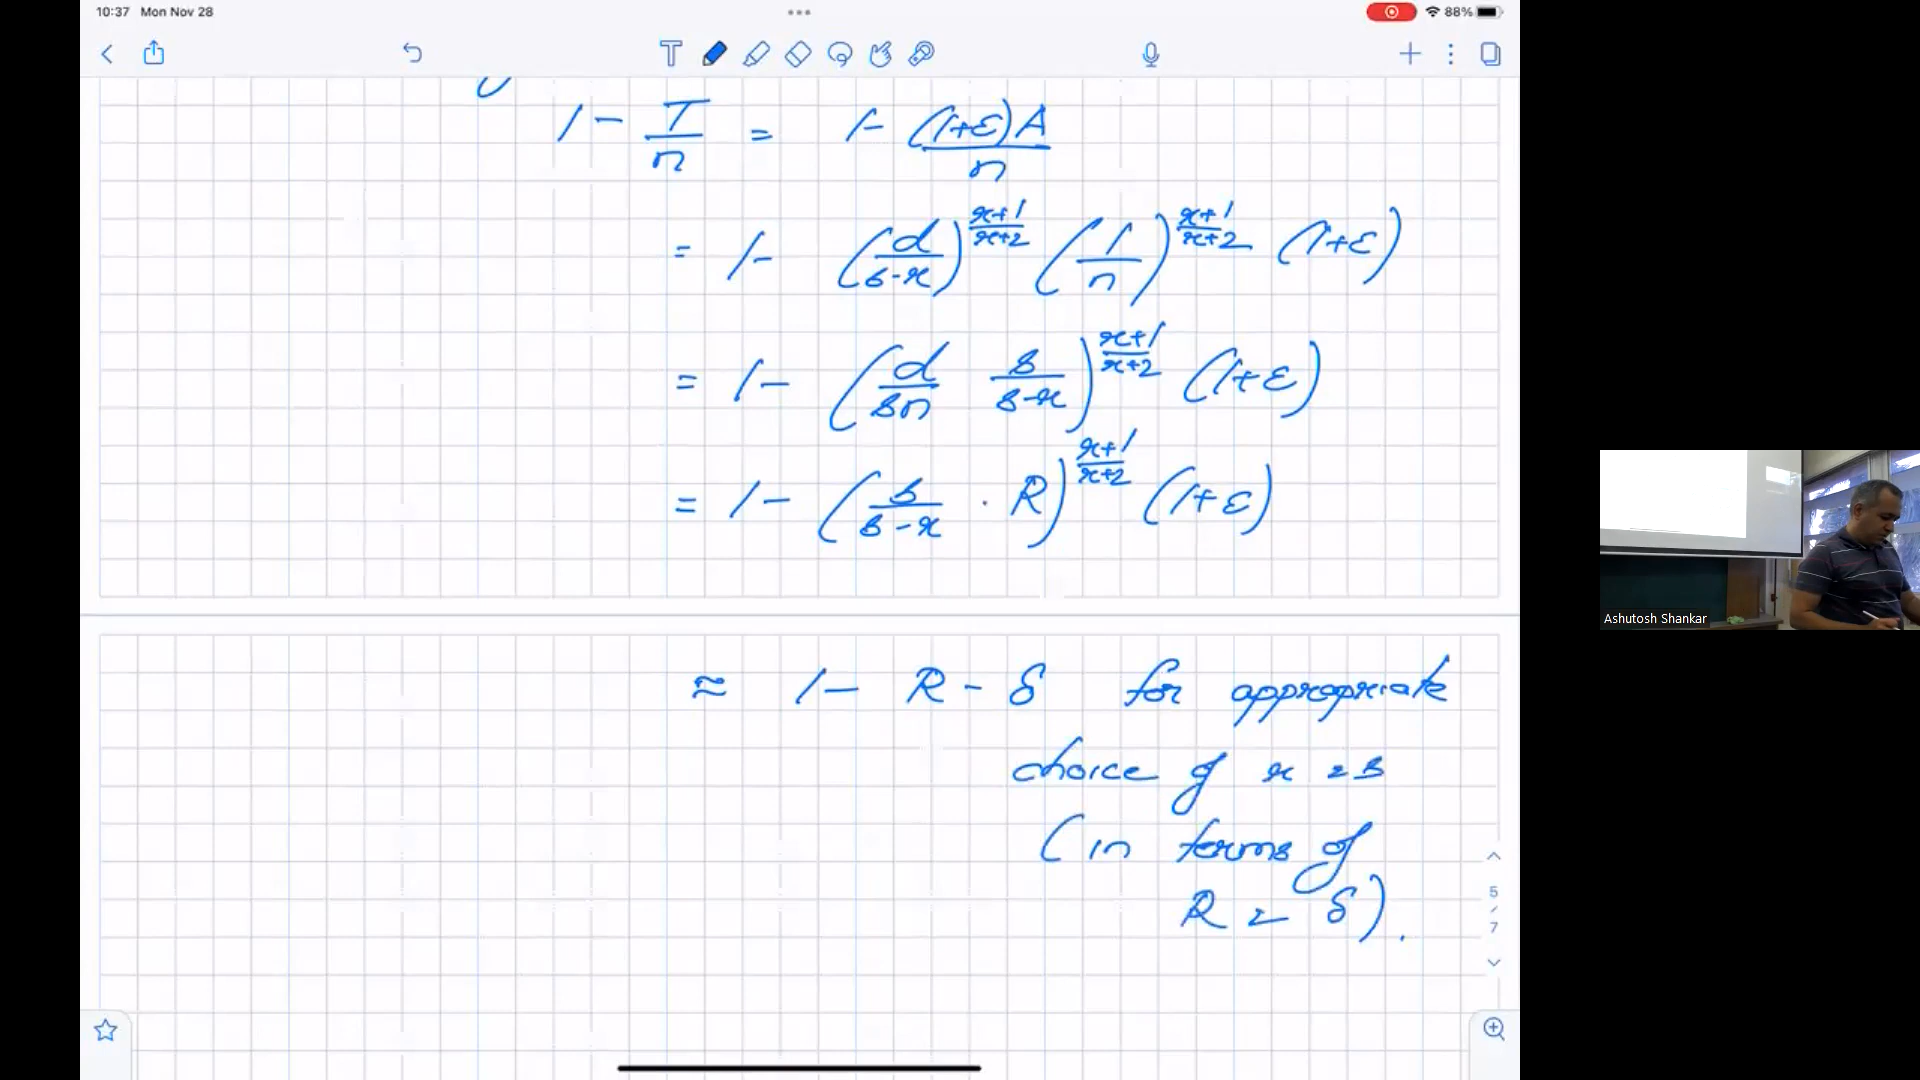 10:37 Mon Nov 28
88%
1 - T/n = 1 - (1+ε)A/n
= 1 - (d/(s-r))^((r+1)/(r+2)) (1/n)^((r+1)/(r+2)) (1+ε)
= 1 - (d/(sn) s/(s-r))^((r+1)/(r+2)) (1+ε)
= 1 - (s/(s-r) · R)^((r+1)/(r+2)) (1+ε)
≈ 1 - R - δ for appropriate
choice of r & s
(in terms of
R & δ).
5
/
7
Ashutosh Shankar